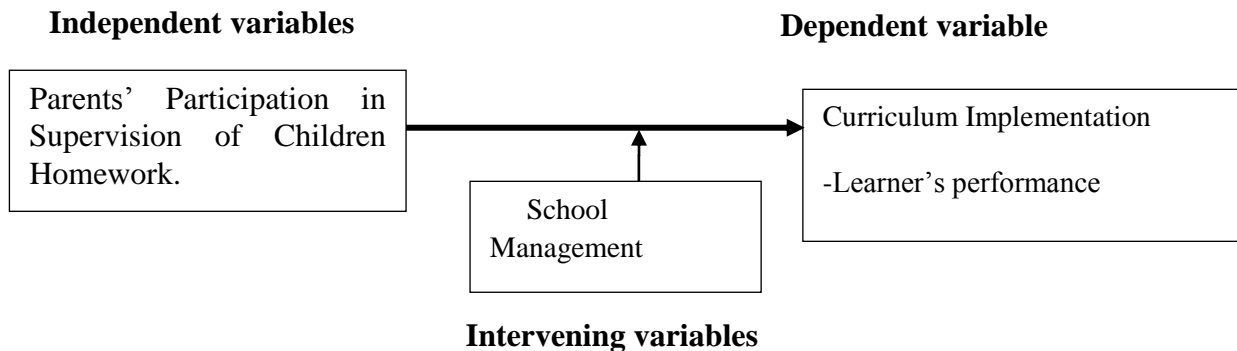 Independent variables
Dependent variable
Parents’ Participation in
Supervision of Children
Homework.
Curriculum Implementation
-Learner’s performance
School
Management
Intervening variables